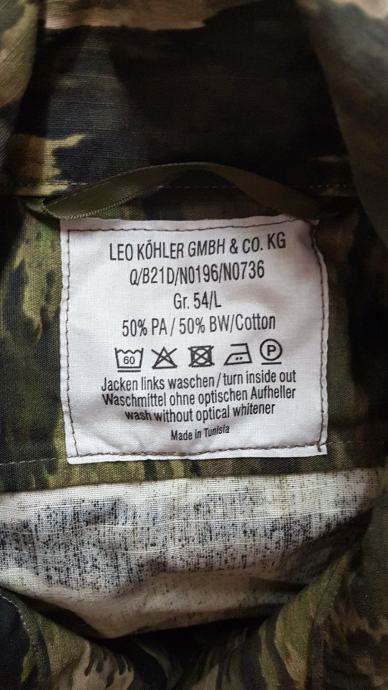 LEO KÖHLER GMBH & CO. KG
Q/B21D/N0196/N0736
Gr. 54/L
50% PA / 50% BW/Cotton
60 P
Jacken links waschen / turn inside out
Waschmittel ohne optischen Aufheller
wash without optical whitener
Made in Tunisia